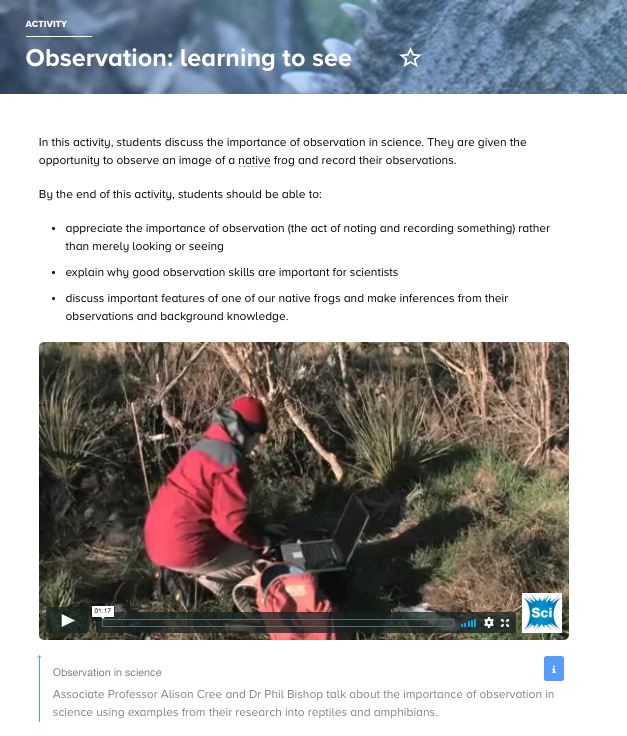 ACTIVITY
Observation: learning to see
In this activity, students discuss the importance of observation in science. They are given the
opportunity to observe an image of a native frog and record their observations.
By the end of this activity, students should be able to:
• appreciate the importance of observation (the act of noting and recording something) rather
than merely looking or seeing
• explain why good observation skills are important for scientists
• discuss important features of one of our native frogs and make inferences from their
observations and background knowledge.
01:17
Sci
i
Observation in science
Associate Professor Alison Cree and Dr Phil Bishop talk about the importance of observation in
science using examples from their research into reptiles and amphibians.